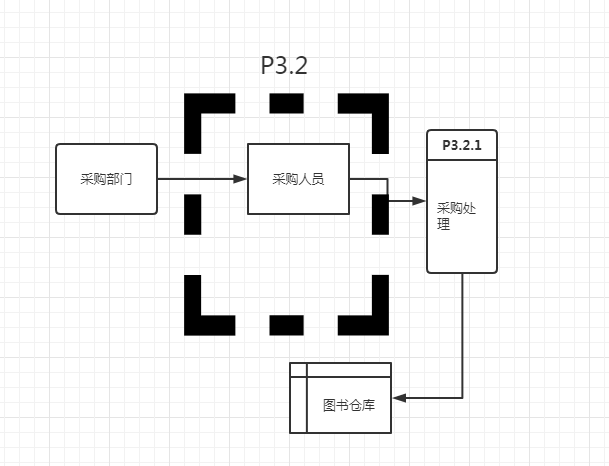 P3.2
采购部门
采购人员
P3.2.1
采购处
理
图书仓库